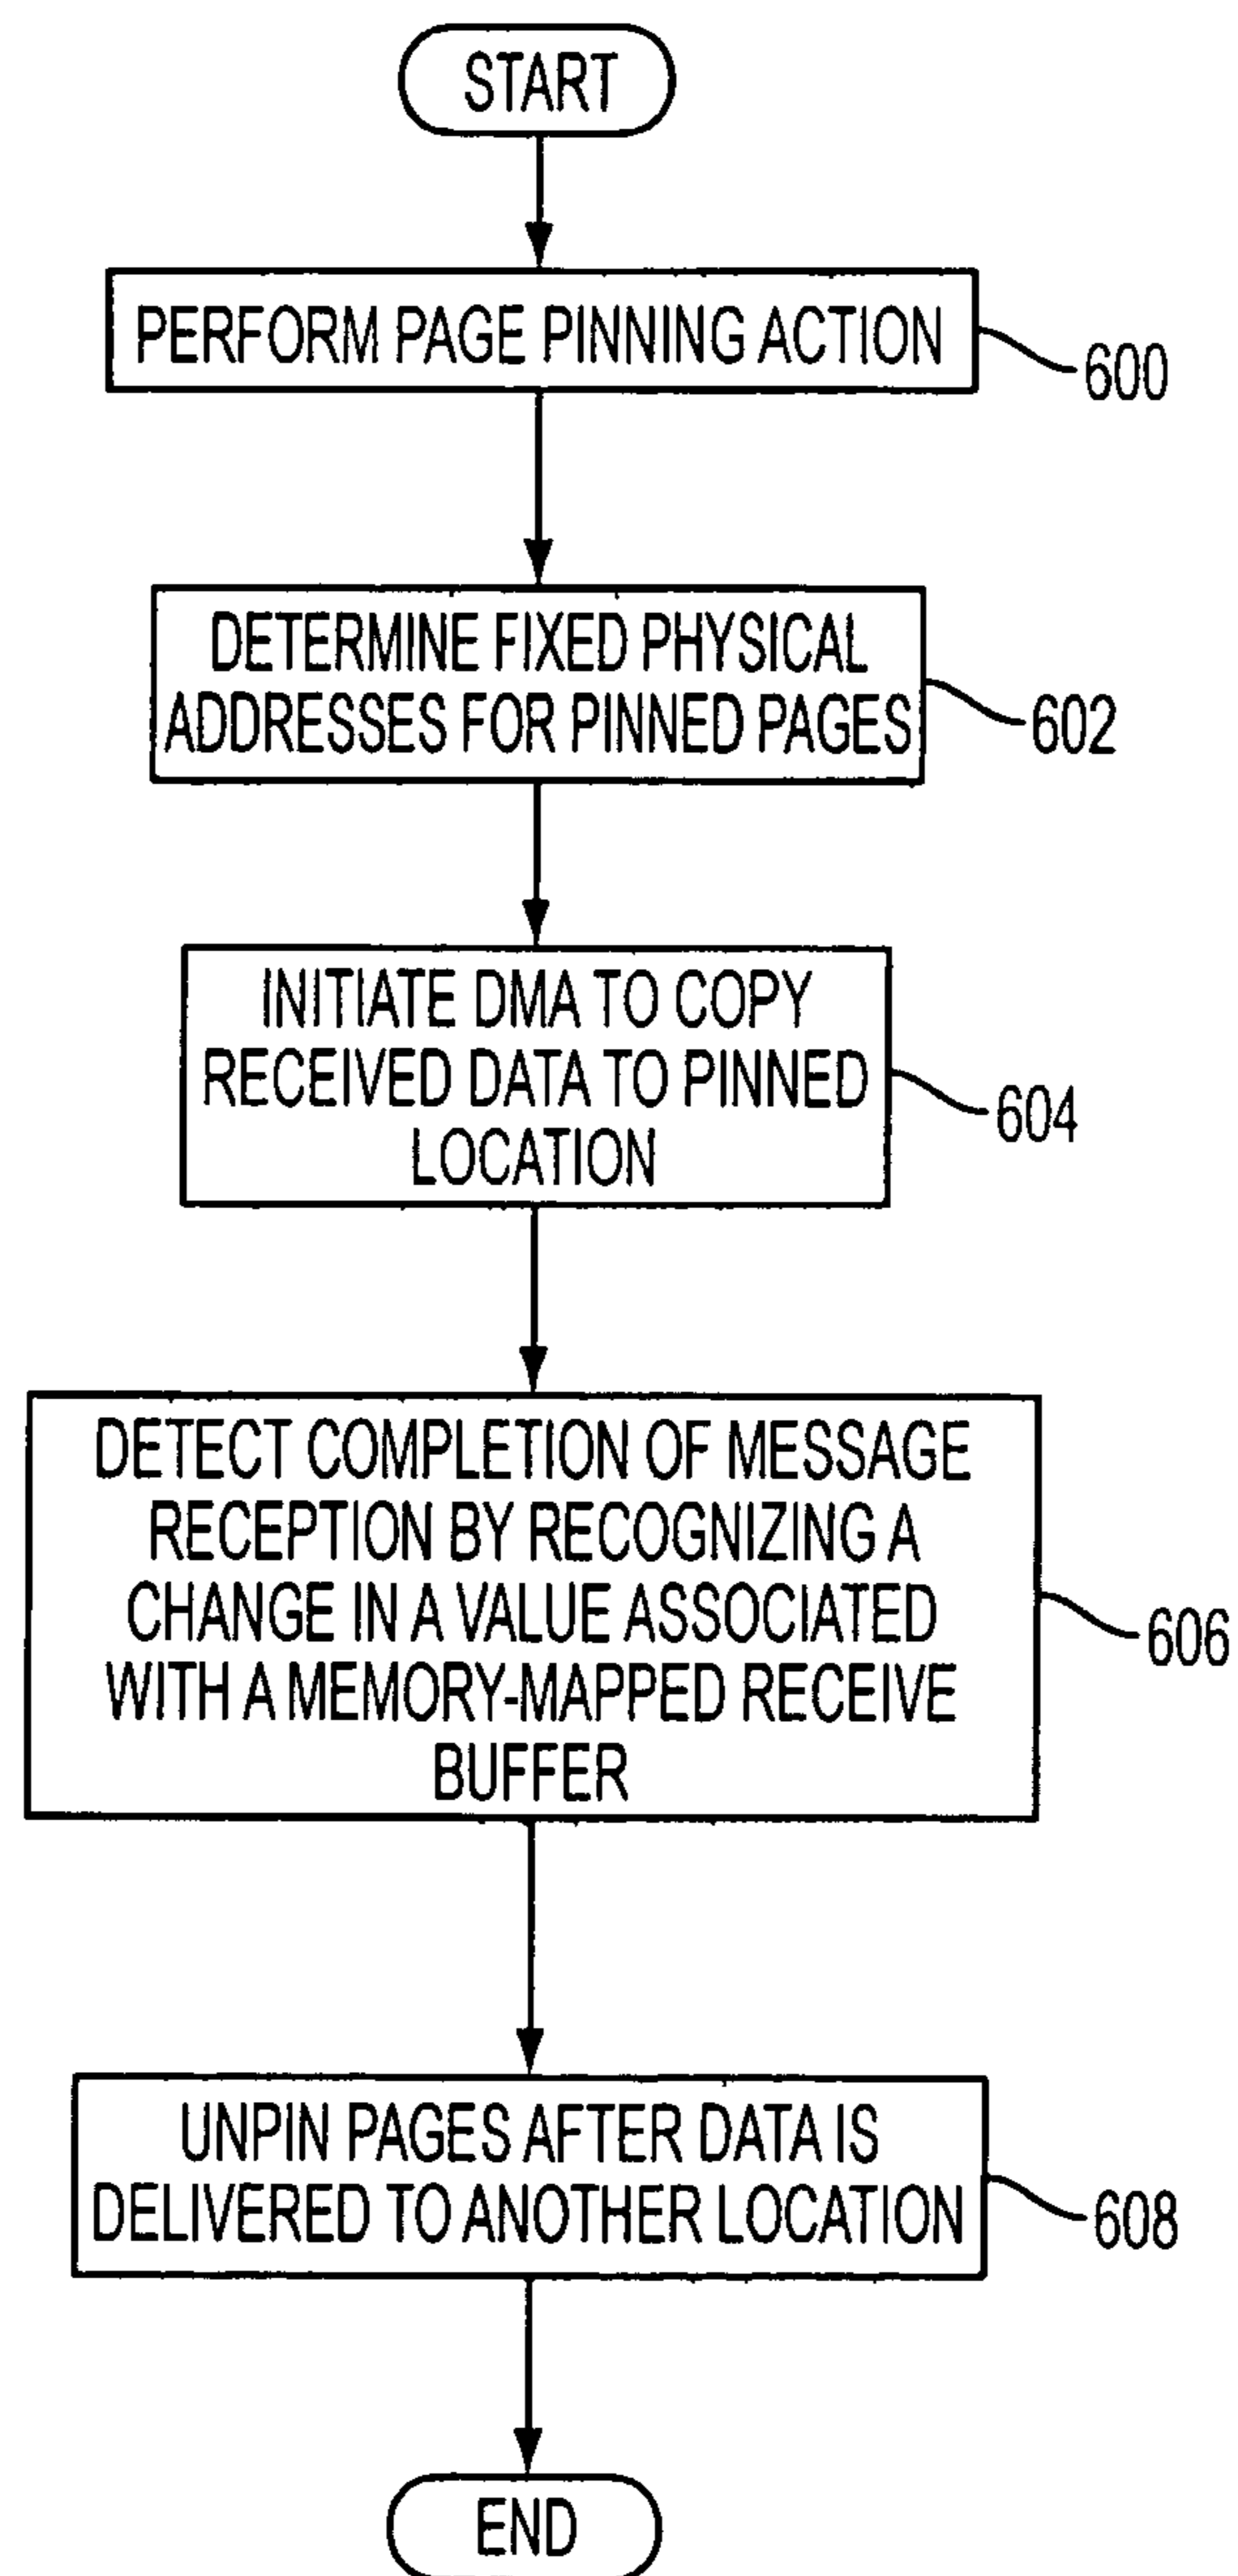 START
PERFORM PAGE PINNING ACTION
600
DETERMINE FIXED PHYSICAL
ADDRESSES FOR PINNED PAGES
602
INITIATE DMA TO COPY
RECEIVED DATA TO PINNED
LOCATION
604
DETECT COMPLETION OF MESSAGE
RECEPTION BY RECOGNIZING A
CHANGE IN A VALUE ASSOCIATED
WITH A MEMORY-MAPPED RECEIVE
BUFFER
606
UNPIN PAGES AFTER DATA IS
DELIVERED TO ANOTHER LOCATION
608
END